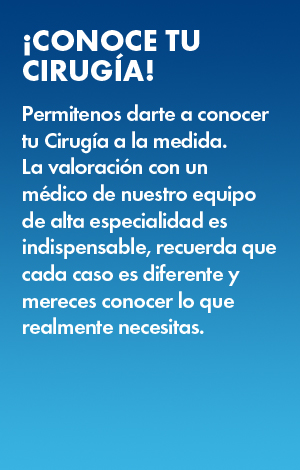 ¡CONOCE TU
CIRUGÍA!
Permitenos darte a conocer
tu Cirugía a la medida.
La valoración con un
médico de nuestro equipo
de alta especialidad es
indispensable, recuerda que
cada caso es diferente y
mereces conocer lo que
realmente necesitas.